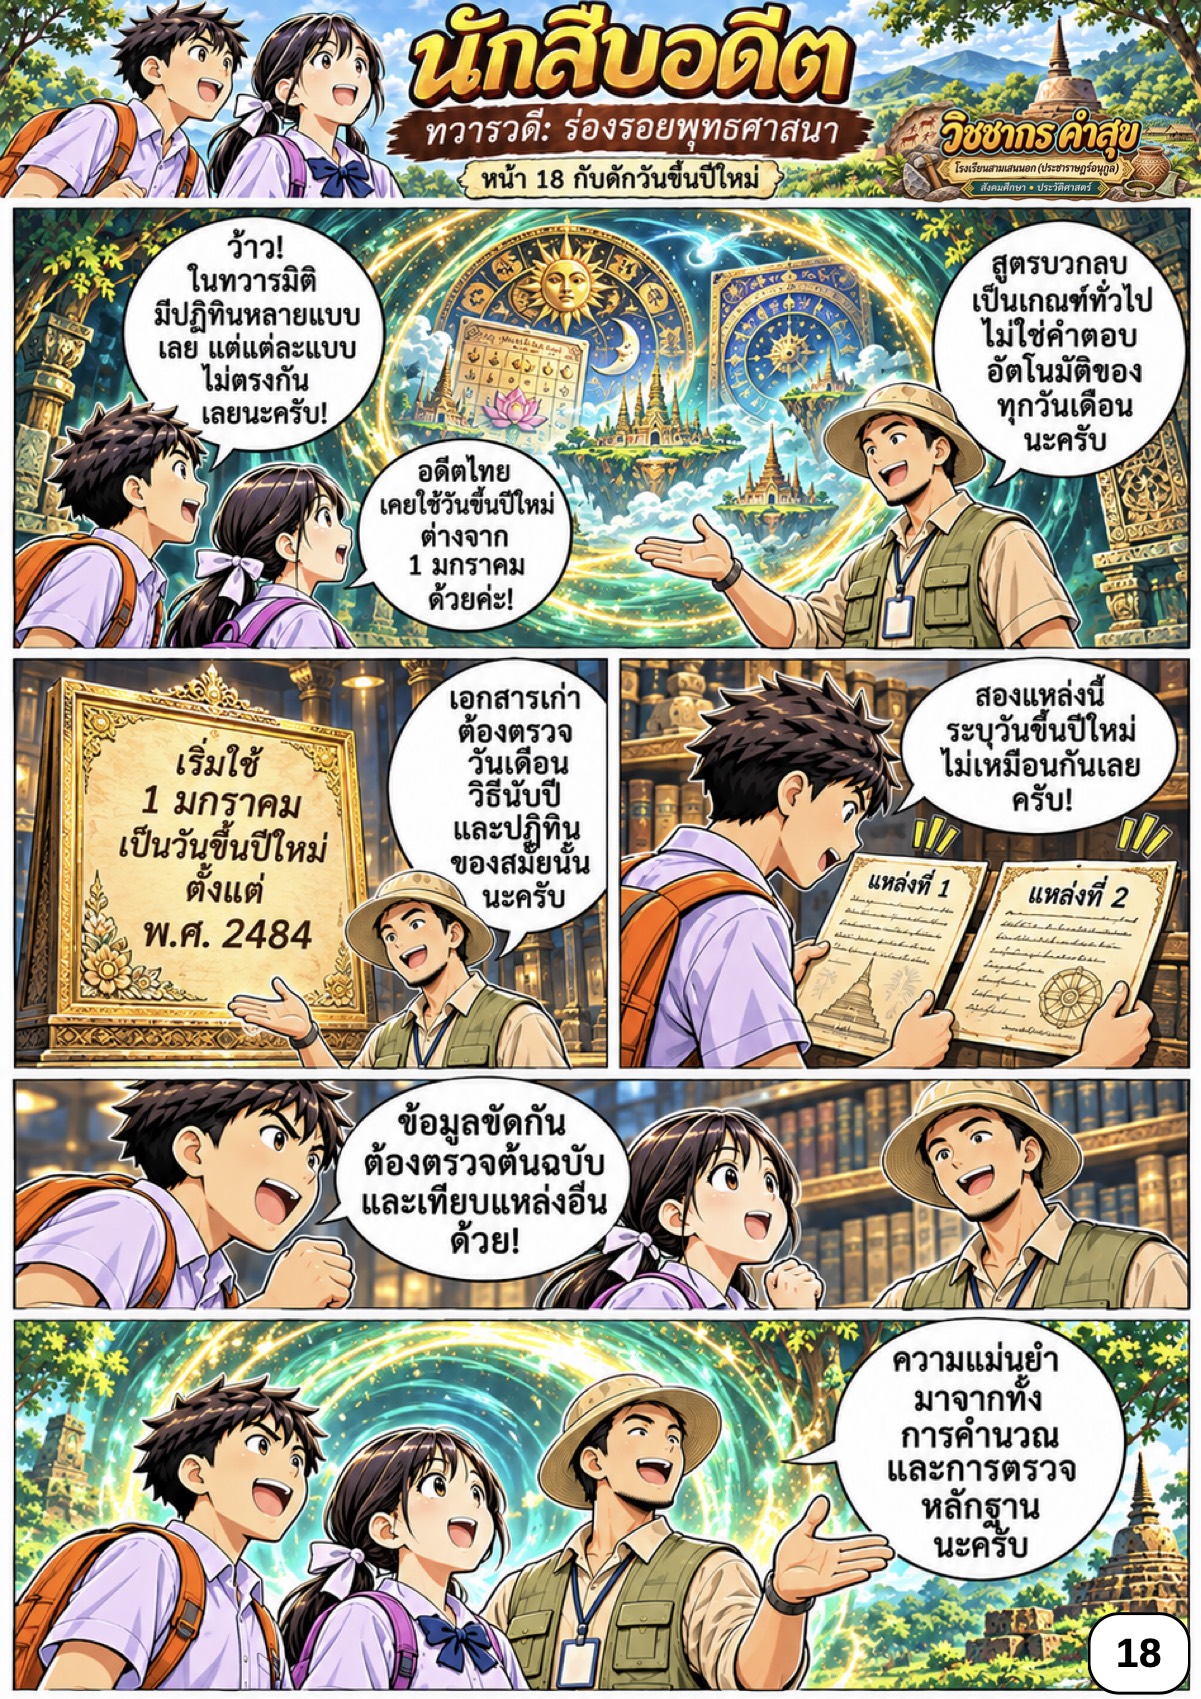 นักสืบอดีต
ทวารวดี: ร่องรอยพุทธศาสนา
หน้า 18 กับดักวันขึ้นปีใหม่
วิชชากร คำสุข
โรงเรียนสามเสนนอก (ประชาราษฎร์อนุกูล)
สังคมศึกษา • ประวัติศาสตร์
ว้าว!
ในทวารมิติ
มีปฏิทินหลายแบบ
เลย แต่แต่ละแบบ
ไม่ตรงกัน
เลยนะครับ!
อดีตไทย
เคยใช้วันขึ้นปีใหม่
ต่างจาก
1 มกราคม
ด้วยค่ะ!
สูตรบวกลบ
เป็นเกณฑ์ทั่วไป
ไม่ใช่คำตอบ
อัตโนมัติของ
ทุกวันเดือน
นะครับ
เริ่มใช้
1 มกราคม
เป็นวันขึ้นปีใหม่
ตั้งแต่
พ.ศ. 2484
เอกสารเก่า
ต้องตรวจ
วันเดือน
วิธีนับปี
และปฏิทิน
ของสมัยนั้น
นะครับ
สองแหล่งนี้
ระบุวันขึ้นปีใหม่
ไม่เหมือนกันเลย
ครับ!
แหล่งที่ 1
แหล่งที่ 2
ข้อมูลขัดกัน
ต้องตรวจต้นฉบับ
และเทียบแหล่งอื่น
ด้วย!
ความแม่นยำ
มาจากทั้ง
การคำนวณ
และการตรวจ
หลักฐาน
นะครับ
18